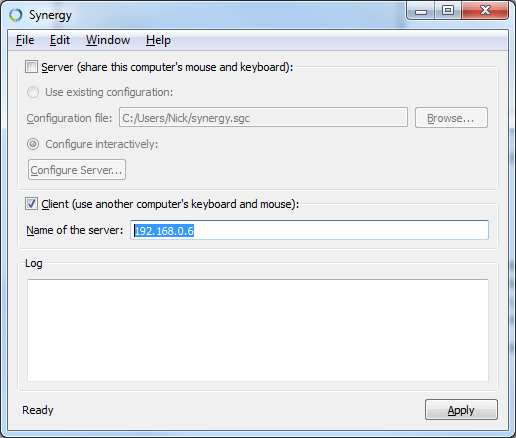 Synergy
File Edit Window Help
Server (share this computer's mouse and keyboard):
Use existing configuration:
Configuration file: C:/Users/Nick/synergy.sgc Browse...
Configure interactively:
Configure Server...
Client (use another computer's keyboard and mouse):
Name of the server: 192.168.0.6
Log
Ready Apply